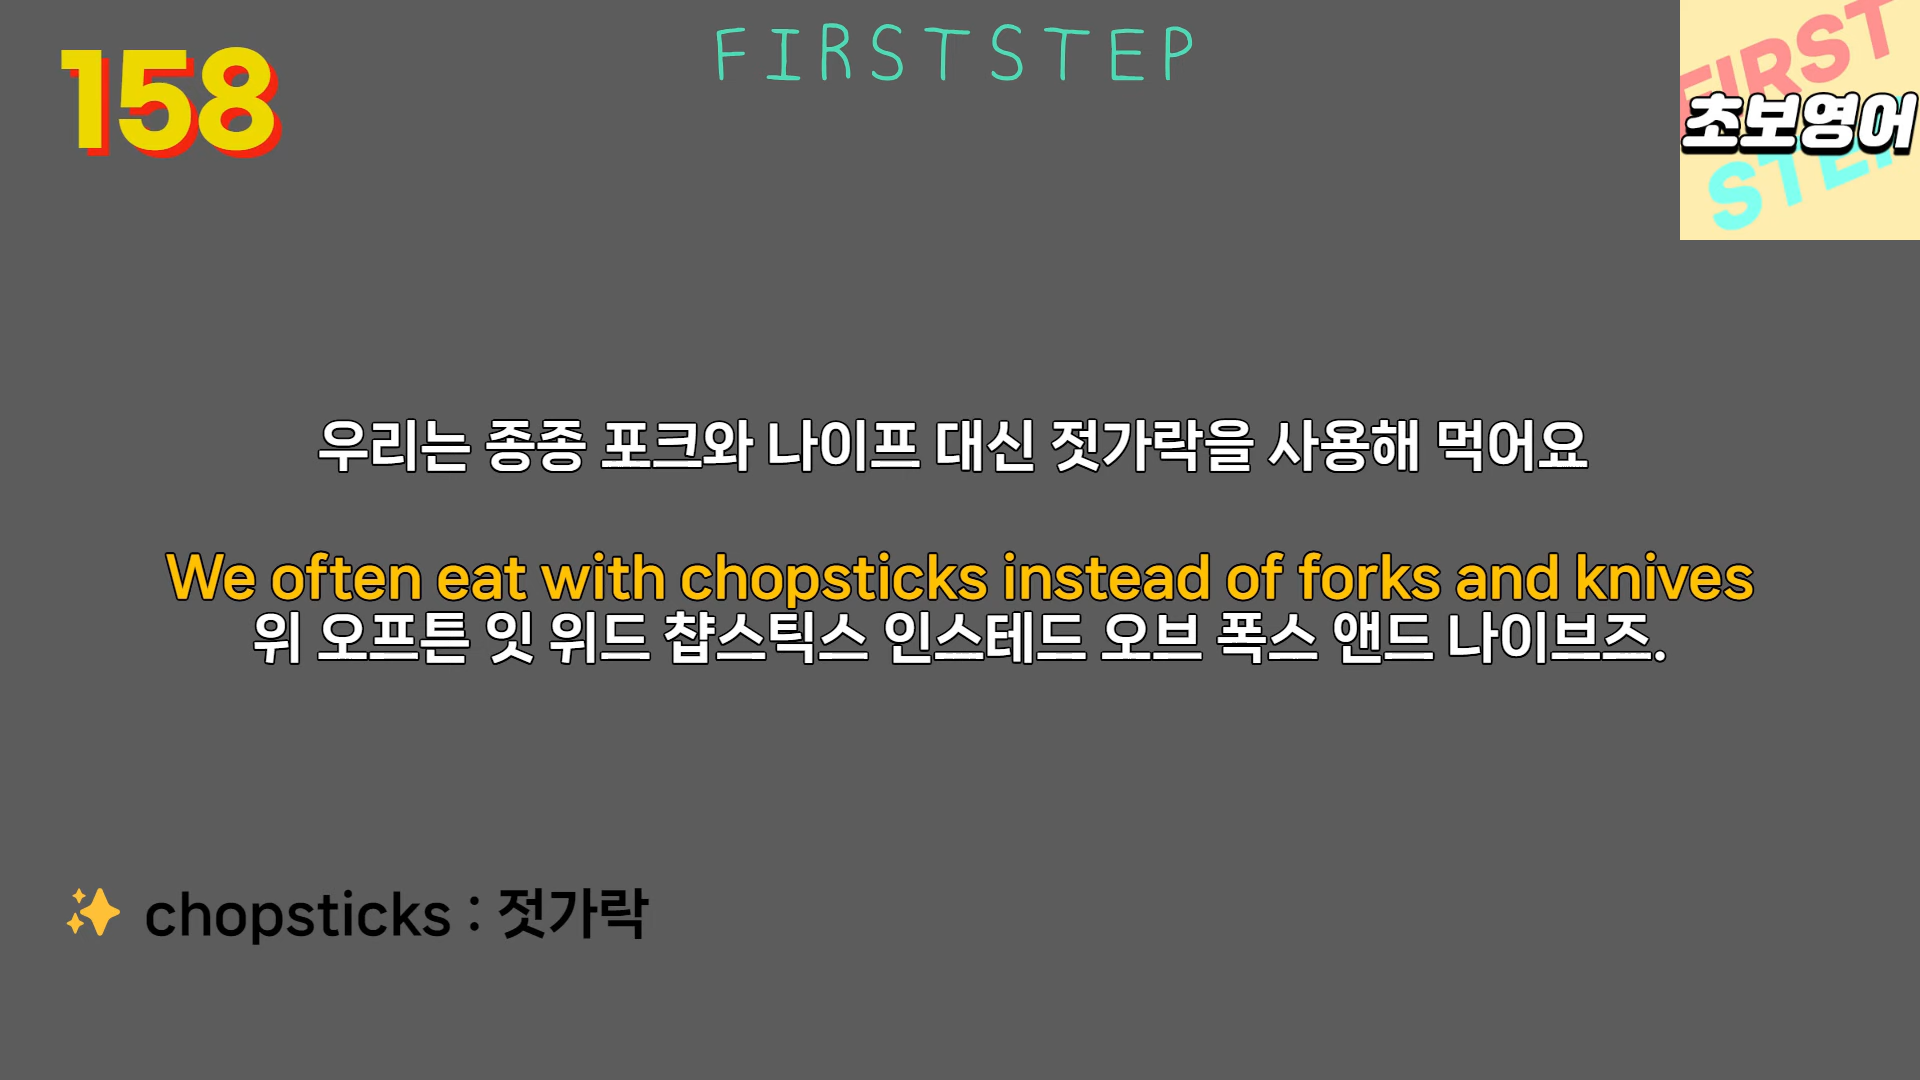 158
FIRSTSTEP
FIRST
초보영어
STEP
우리는 종종 포크와 나이프 대신 젓가락을 사용해 먹어요
We often eat with chopsticks instead of forks and knives
위 오프튼 잇 위드 챱스틱스 인스테드 오브 폭스 앤드 나이브즈.
✨ chopsticks : 젓가락